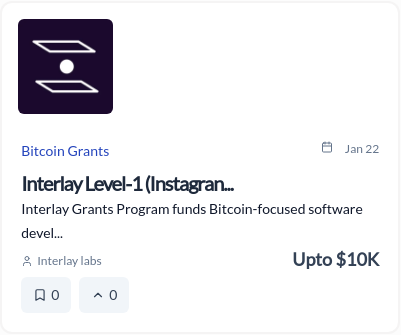 Bitcoin Grants
Jan 22
Interlay Level-1 (Instagran...
Interlay Grants Program funds Bitcoin-focused software
devel...
Interlay labs
Upto $10K
0
0